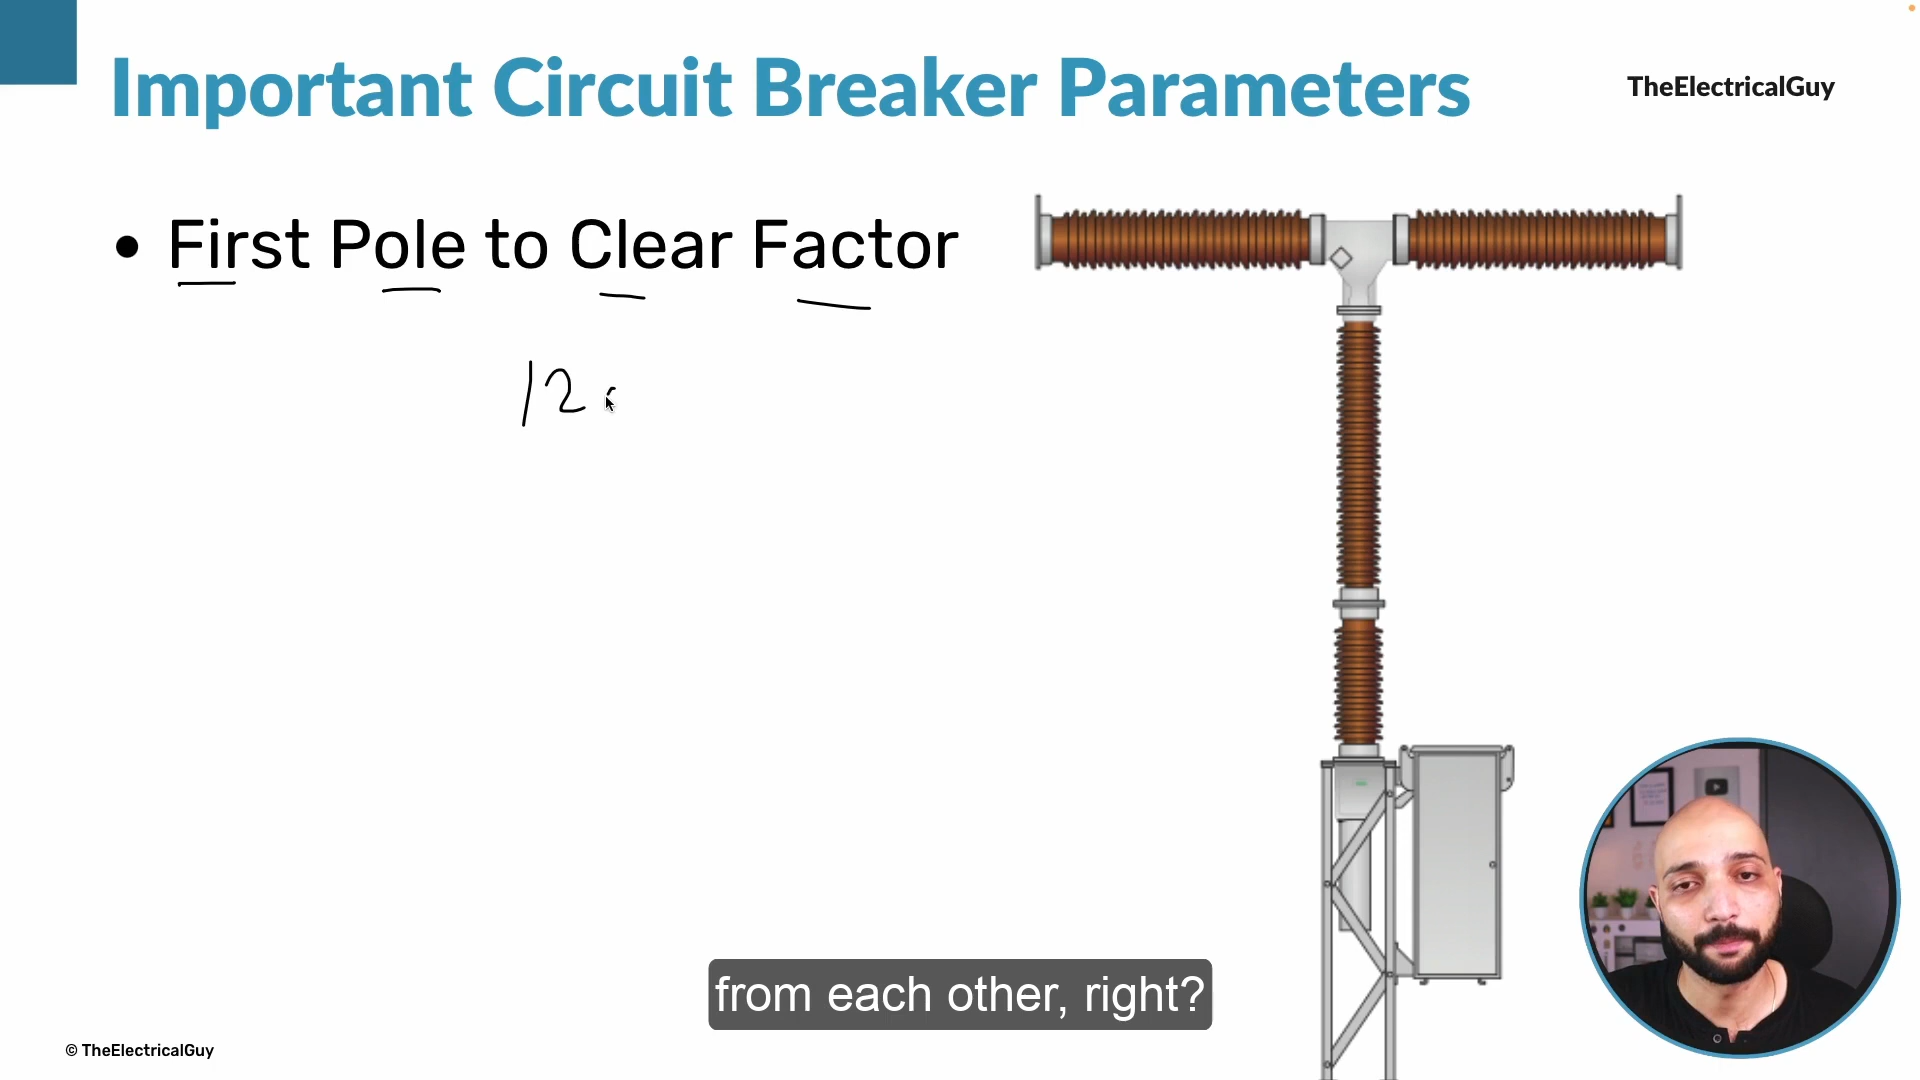 Important Circuit Breaker Parameters
TheElectricalGuy
• First Pole to Clear Factor
12
from each other, right?
© TheElectricalGuy